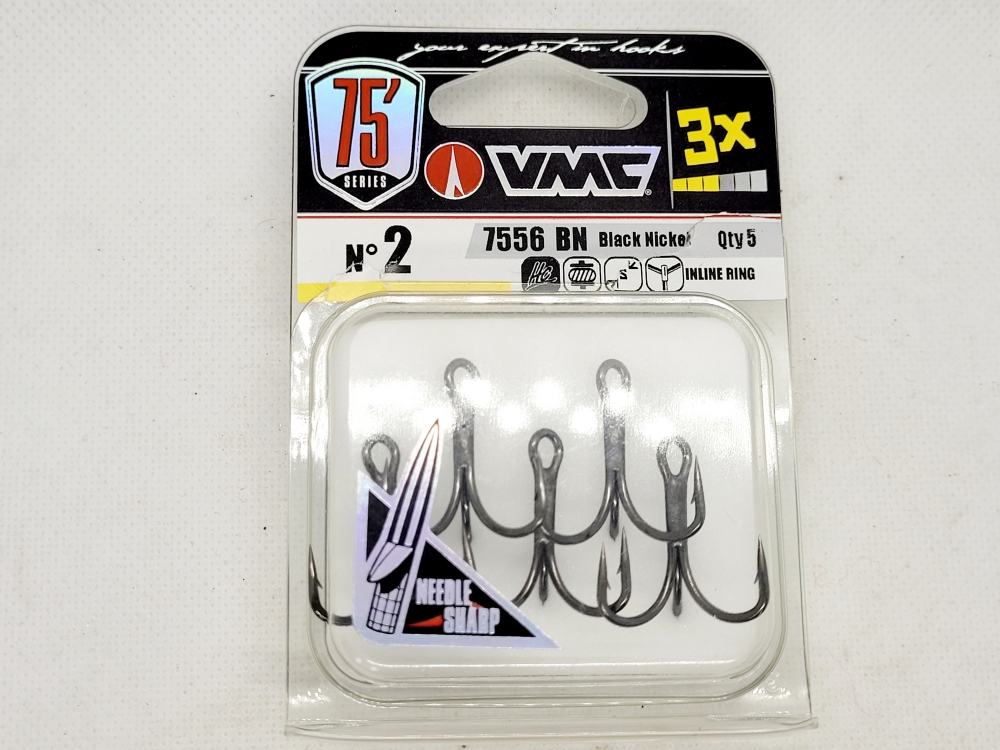 your expert in hooks
75'
SERIES
VMC®
3x
N° 2
7556 BN Black Nickel Qty 5
S
INLINE RING
NEEDLE
SHARP